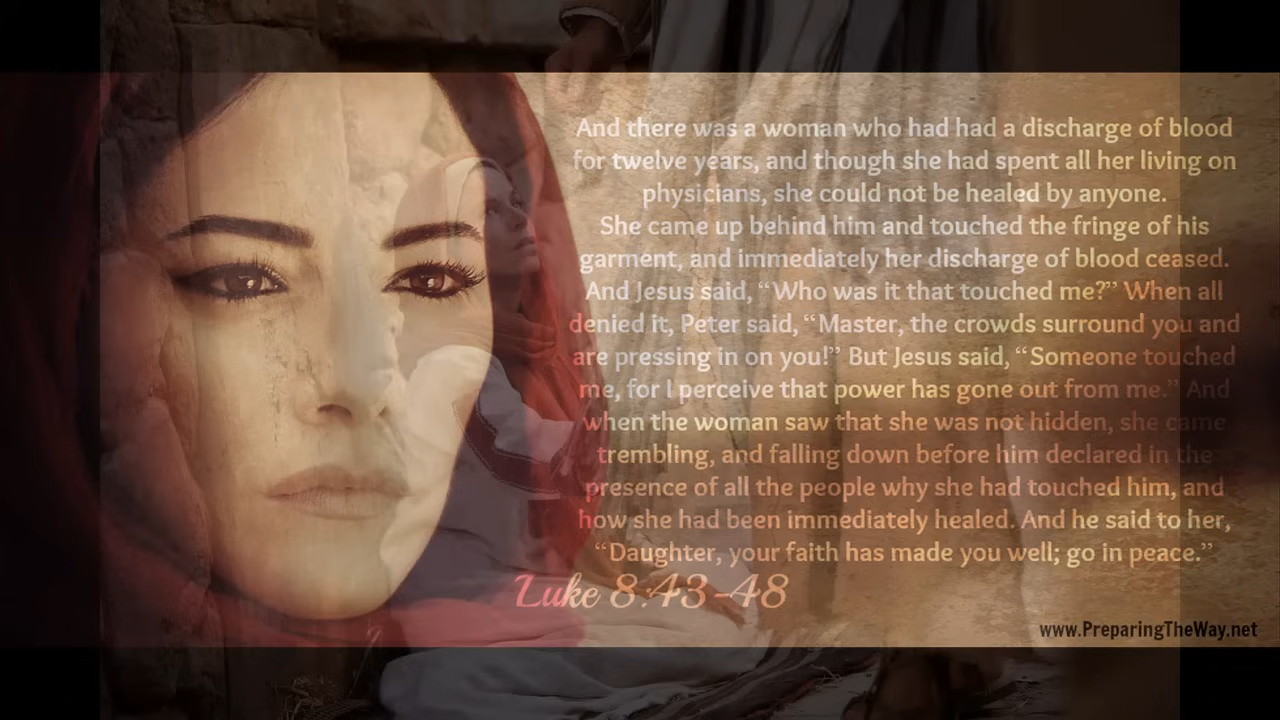 And there was a woman who had had a discharge of blood
for twelve years, and though she had spent all her living on
physicians, she could not be healed by anyone.
She came up behind him and touched the fringe of his
garment, and immediately her discharge of blood ceased.
And Jesus said, “Who was it that touched me?” When all
denied it, Peter said, “Master, the crowds surround you and
are pressing in on you!” But Jesus said, “Someone touched
me, for I perceive that power has gone out from me.” And
when the woman saw that she was not hidden, she came
trembling, and falling down before him declared in the
presence of all the people why she had touched him, and
how she had been immediately healed. And he said to her,
“Daughter, your faith has made you well; go in peace.”
Luke 8:43-48
www.PreparingTheWay.net